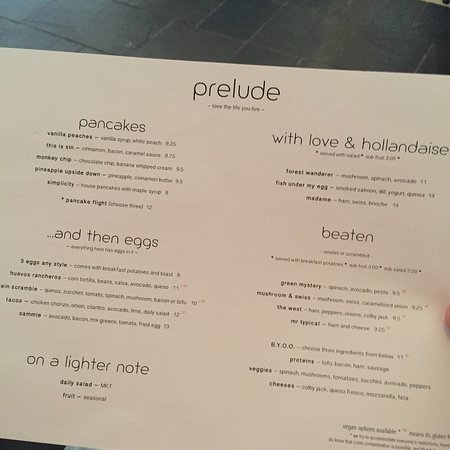 prelude
– love the life you live –
pancakes
vanilla peaches – vanilla syrup, white peach 9.25
this is sin – cinnamon, bacon, caramel sauce 9.75
monkey chip – chocolate chip, banana whipped cream 9.5
pineapple upside down – pineapple, cinnamon butter 9.5
simplicity – house pancakes with maple syrup 8
* pancake flight (choose three) 12
...and then eggs
– everything here has eggs in it –
3 eggs any style – comes with breakfast potatoes and toast 8
huevos rancheros – corn tortilla, beans, salsa, avocado, queso 11
ein scramble – quinoa, zucchini, tomato, spinach, mushroom, bacon or tofu 10
tacos – chicken chorizo, onion, cilantro, avocado, lime, daily salad 12
sammie – avocado, bacon, mixi greens, tomato, fried egg 13
on a lighter note
daily salad – MKT
fruit – seasonal
with love & hollandaise
* served with salad * sub fruit 3.00 *
forest wanderer – mushroom, spinach, avocado 11
fish under my egg – smoked salmon, dill, yogurt, quinoa 14
madame – ham, swiss, brioche 14
beaten
- omelet or scrambled -
* served with breakfast potatoes * sub fruit 3.00 * sub salad 2.00 *
green mystery – spinach, avocado, pesto 9.5
mushroom & swiss – mushroom, swiss, caramelized onion 9.25
the west – ham, peppers, onions, colby jack 9.5
mr typical – ham and cheese 9.25
B.Y.O.O. – choose three ingredients from below 11
proteins – tofu, bacon, ham, sausage
veggies – spinach, mushrooms, tomatoes, zucchini, avocado, peppers
cheeses – colby jack, queso fresco, mozzarella, feta
vegan options available * means its gluten f
* we try to accommodate everyone's restrictions, howe
do know that cross contamination is possible, and that